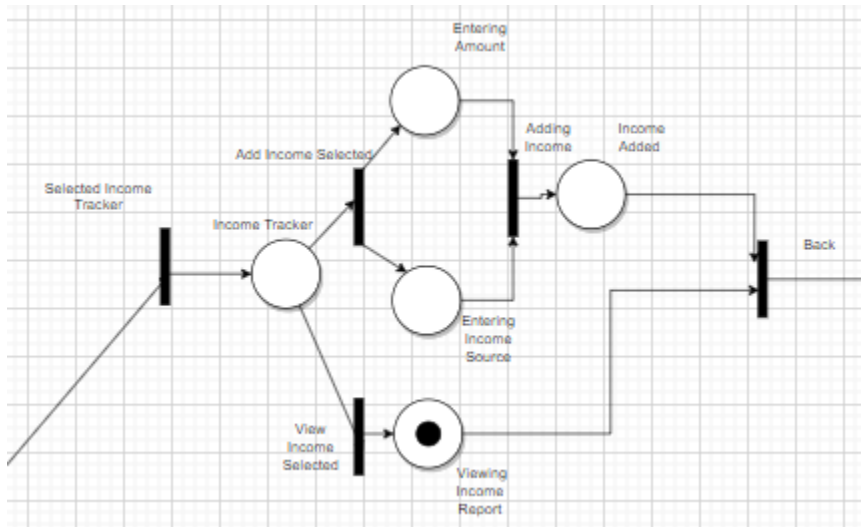 Entering
Amount
Adding
Income
Income
Added
Add Income Selected
Selected Income
Tracker
Income Tracker
Back
Entering
Income
Source
View
Income
Selected
Viewing
Income
Report